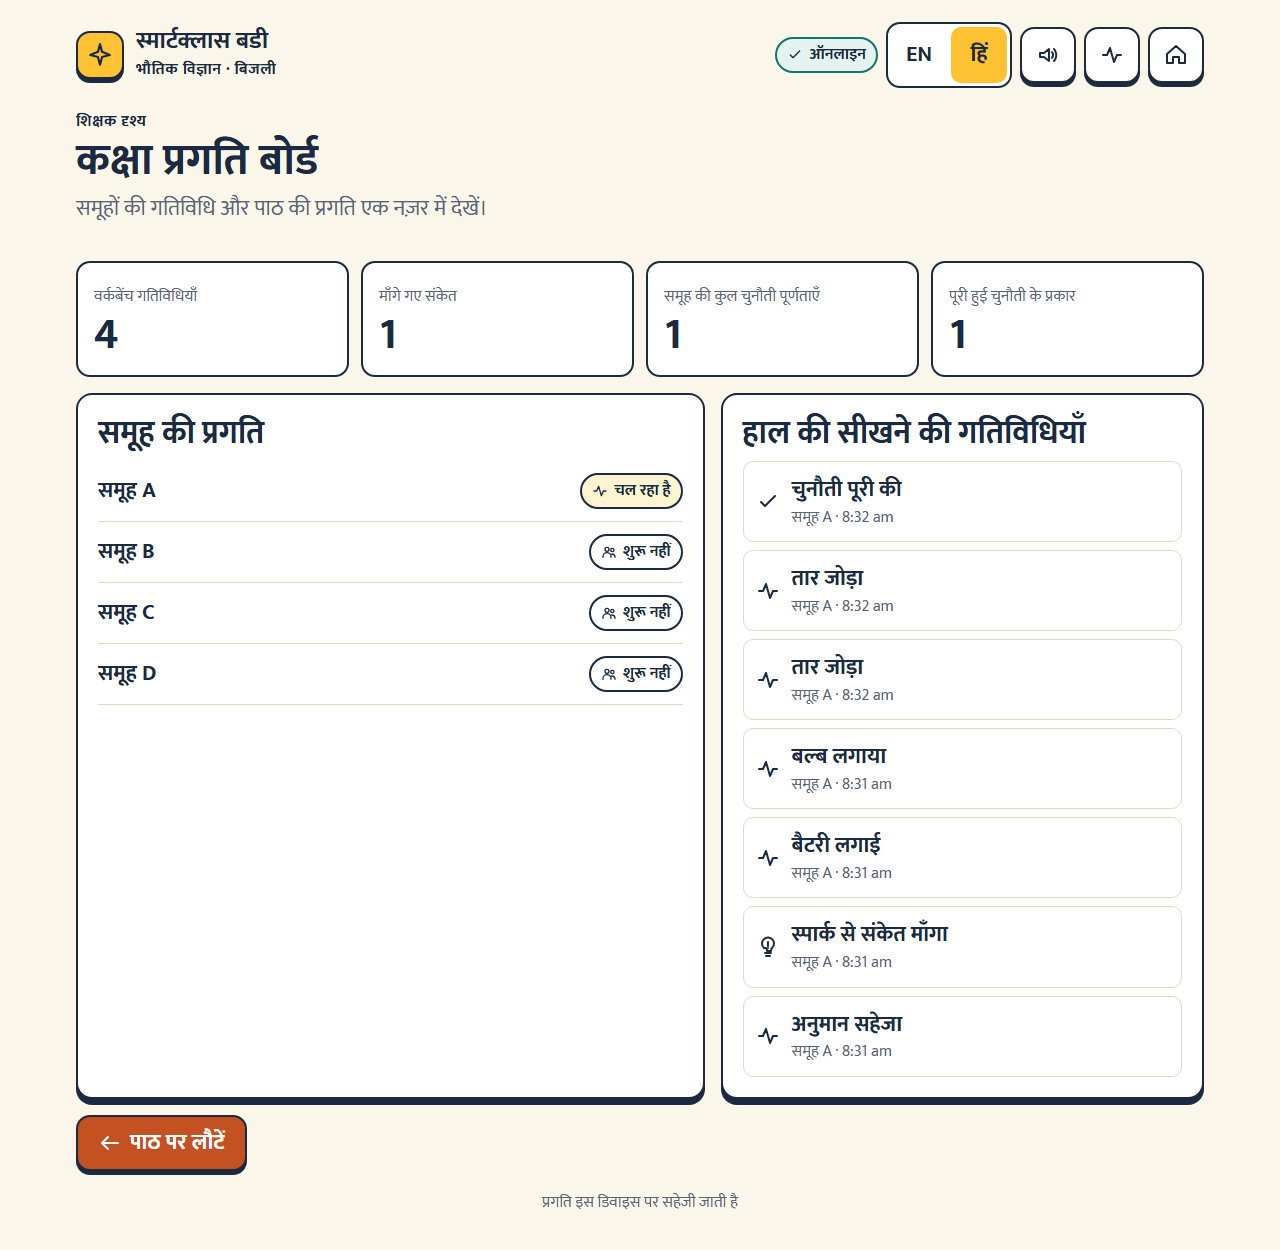 स्मार्टक्लास बडी
भौतिक विज्ञान · बिजली
ऑनलाइन
EN
हिं
शिक्षक दृश्य
कक्षा प्रगति बोर्ड
समूहों की गतिविधि और पाठ की प्रगति एक नज़र में देखें।
वर्कबेंच गतिविधियाँ
4
माँगे गए संकेत
1
समूह की कुल चुनौती पूर्णताएँ
1
पूरी हुई चुनौती के प्रकार
1
समूह की प्रगति
समूह A
चल रहा है
समूह B
शुरू नहीं
समूह C
शुरू नहीं
समूह D
शुरू नहीं
हाल की सीखने की गतिविधियाँ
चुनौती पूरी की
समूह A · 8:32 am
तार जोड़ा
समूह A · 8:32 am
तार जोड़ा
समूह A · 8:32 am
बल्ब लगाया
समूह A · 8:31 am
बैटरी लगाई
समूह A · 8:31 am
स्पार्क से संकेत माँगा
समूह A · 8:31 am
अनुमान सहेजा
समूह A · 8:31 am
पाठ पर लौटें
प्रगति इस डिवाइस पर सहेजी जाती है